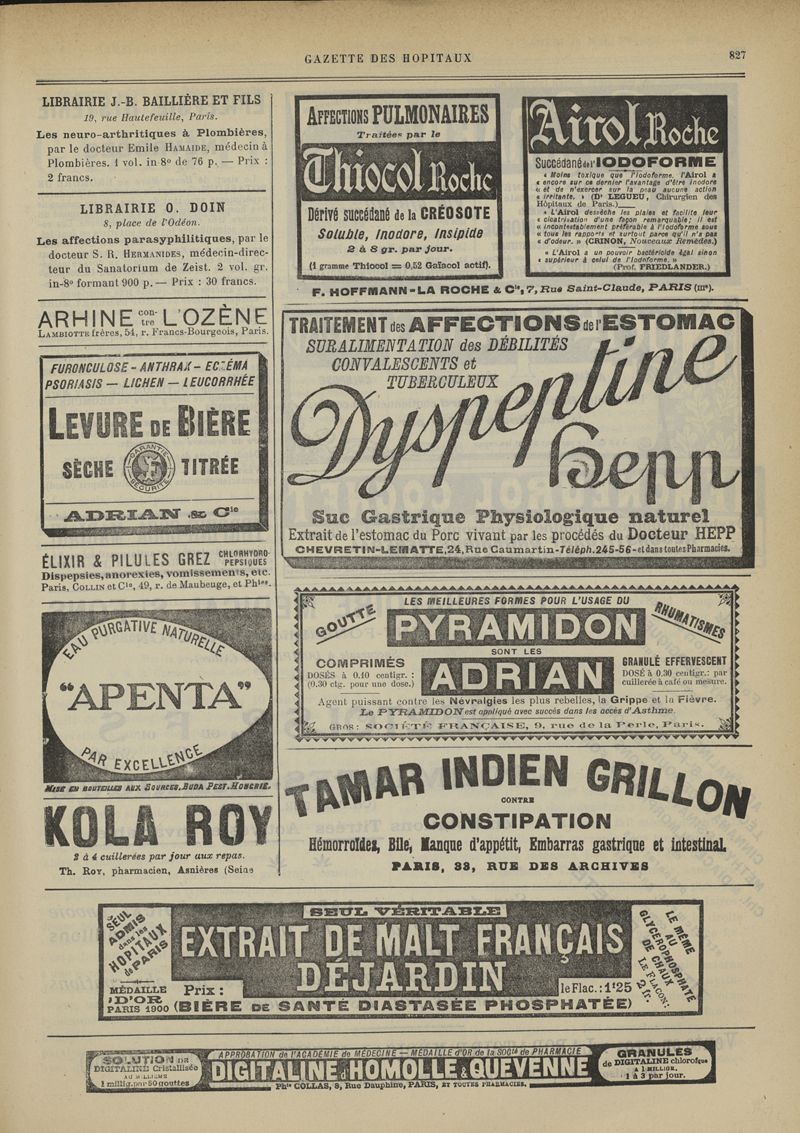 GAZETTE DES HOPITAUX
827
LIBRAIRIE J.-B. BAILLIÈRE ET FILS
19, rue Hautefeuille, Paris.
Les neuro-arthritiques à Plombières,
par le docteur Emile HAMAIDE, médecin à
Plombières. 1 vol. in-8° de 76 p. — Prix :
2 francs.
LIBRAIRIE O. DOIN
8, place de l'Odéon.
Les affections parasyphilitiques, par le
docteur S. R. HERMANIDES, médecin-direc-
teur du Sanatorium de Zeist. 2 vol. gr.
in-8° formant 900 p. — Prix : 30 francs.
ARHINE con-tre L'OZÈNE
LAMBIOTTE frères, 54, r. Francs-Bourgeois, Paris.
FURONCULOSE - ANTHRAX - ECZÉMA
PSORIASIS — LICHEN — LEUCORRHÉE
LEVURE DE BIÈRE
SÈCHE
GARANTIE
SÉCURITÉ
TITRÉE
ADRIAN & Cie
ÉLIXIR & PILULES GREZ CHLORHYDRO-PEPSIQUES
Dispepsies, anorexies, vomissements, etc.
Paris, COLLIN et Cie, 49, r. de Maubeuge, et Phies.
EAU PURGATIVE NATURELLE
“APENTA”
PAR EXCELLENCE
MISE EN BOUTEILLES AUX SOURCES, BUDA PEST, HONGRIE.
KOLA ROY
2 à 4 cuillerées par jour aux repas.
Th. ROY, pharmacien, Asnières (Seine
AFFECTIONS PULMONAIRES
Traitées par le
Thiocol Roche
Dérivé succédané de la CRÉOSOTE
Soluble, Inodore, Insipide
2 à 8 gr. par jour.
(1 gramme Thiocol = 0,52 Gaïacol actif).
Airol Roche
Succédané de l'IODOFORME
« Moins toxique que l'iodoforme, l'Airol a
« encore sur ce dernier l'avantage d'être inodore
« et de n'exercer sur la peau aucune action
« irritante. » (Dr LEGUEU, Chirurgien des
Hôpitaux de Paris.)
« L'Airol dessèche les plaies et facilite leur
« cicatrisation d'une façon remarquable ; il est
« incontestablement préférable à l'iodoforme sous
« tous les rapports et surtout parce qu'il n'a pas
« d'odeur. » (CRINON, Nouveaux Remèdes.)
« L'Airol a un pouvoir bactéricide égal sinon
« supérieur à celui de l'iodoforme. »
(Prof. FRIEDLANDER.)
F. HOFFMANN-LA ROCHE & Cie, 7, Rue Saint-Claude, PARIS (IIIe).
TRAITEMENT des AFFECTIONS de l'ESTOMAC
SURALIMENTATION des DÉBILITÉS
CONVALESCENTS et
TUBERCULEUX
Dyspeptine
Hepp
Suc Gastrique Physiologique naturel
Extrait de l'estomac du Porc vivant par les procédés du Docteur HEPP
CHEVRETIN-LEMATTE, 24, Rue Caumartin - Téléph. 245-56 - et dans toutes Pharmacies.
LES MEILLEURES FORMES POUR L'USAGE DU
GOUTTE
PYRAMIDON
RHUMATISMES
SONT LES
COMPRIMÉS
DOSÉS à 0.10 centigr. :
(0.30 ctg. pour une dose.)
ADRIAN
GRANULÉ EFFERVESCENT
DOSÉ à 0.30 centigr.: par
cuillerée à café ou mesure.
Agent puissant contre les Névralgies les plus rebelles, la Grippe et la Fièvre.
Le PYRAMIDON est appliqué avec succès dans les accès d'Asthme.
GROS : SOCIÉTÉ FRANÇAISE, 9, rue de la Perle, Paris.
TAMAR INDIEN GRILLON
CONTRE
CONSTIPATION
Hémorroïdes, Bile, Manque d'appétit, Embarras gastrique et intestinal.
PARIS, 33, RUE DES ARCHIVES
SEUL
ADMIS
dans les
HOPITAUX
de PARIS
MÉDAILLE
D'OR
PARIS 1900
SEUL VÉRITABLE
EXTRAIT DE MALT FRANÇAIS
DÉJARDIN
Prix :
le Flac. : 1f25
(BIÈRE DE SANTÉ DIASTASÉE PHOSPHATÉE)
LE MÊME
AU
GLYCÉROPHOSPHATE
DE CHAUX
LE FLACON :
2 fr.
SOLUTION DE
DIGITALINE Cristallisée
AU MILLIÈME
1 millig. par 50 gouttes
APPROBATION de l'ACADÉMIE de MÉDECINE — MÉDAILLE D'OR de la SOCté de PHARMACIE
DIGITALINE d'HOMOLLE & QUEVENNE
Phie COLLAS, 8, Rue Dauphine, PARIS, ET TOUTES PHARMACIES.
GRANULES
de DIGITALINE chlorofque
A 1 MILLIGR.
1 à 3 par jour.